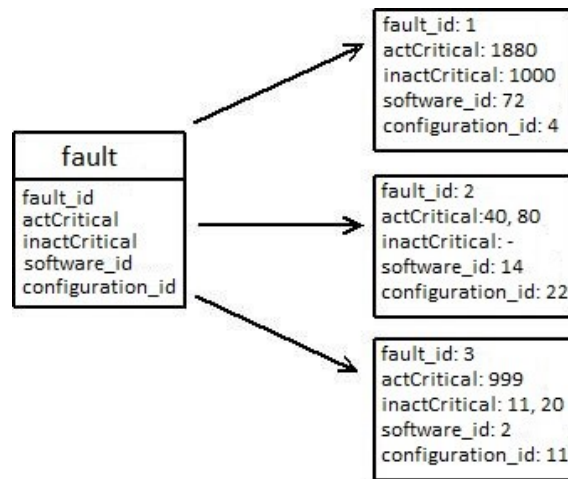 fault
fault_id
actCritical
inactCritical
software_id
configuration_id
fault_id: 1
actCritical: 1880
inactCritical: 1000
software_id: 72
configuration_id: 4
fault_id: 2
actCritical:40, 80
inactCritical: -
software_id: 14
configuration_id: 22
fault_id: 3
actCritical: 999
inactCritical: 11, 20
software_id: 2
configuration_id: 11